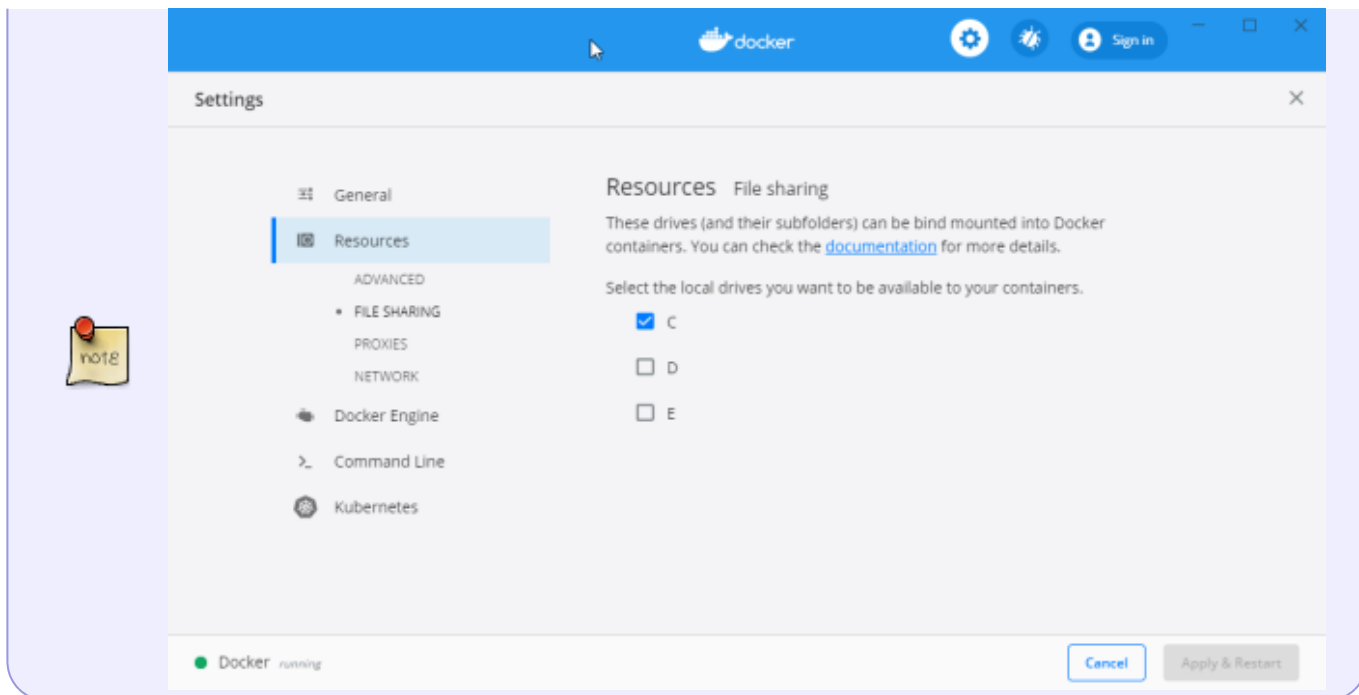 docker
Sign in
Settings
General
Resources
ADVANCED
FILE SHARING
PROXIES
NETWORK
Docker Engine
Command Line
Kubernetes
Resources File sharing
These drives (and their subfolders) can be bind mounted into Docker
containers. You can check the documentation for more details.
Select the local drives you want to be available to your containers.
C
D
E
note
Docker running
Cancel
Apply & Restart